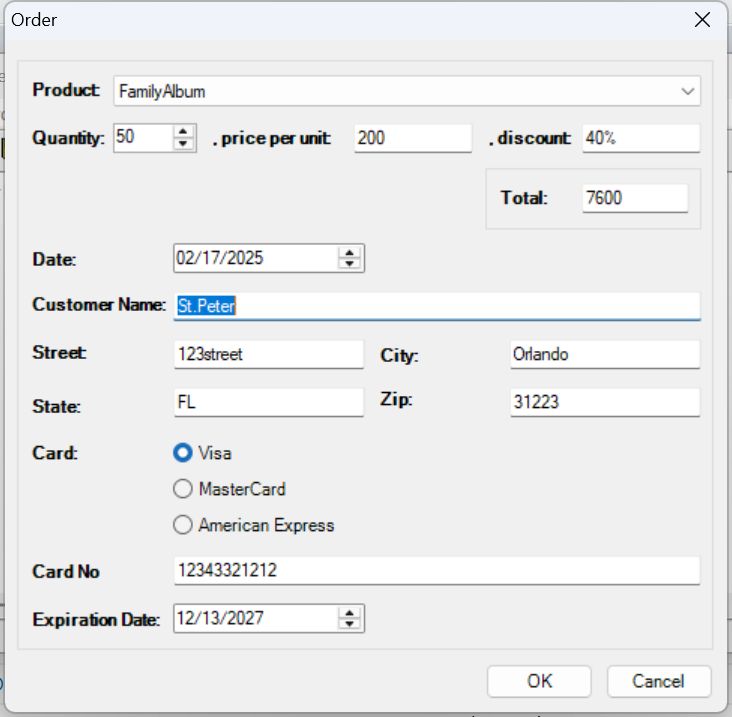 Order
Product: FamilyAlbum
Quantity: 50 , price per unit: 200 , discount: 40%
Total: 7600
Date: 02/17/2025
Customer Name: St.Peter
Street: 123street City: Orlando
State: FL Zip: 31223
Card: Visa
MasterCard
American Express
Card No 12343321212
Expiration Date: 12/13/2027
OK Cancel